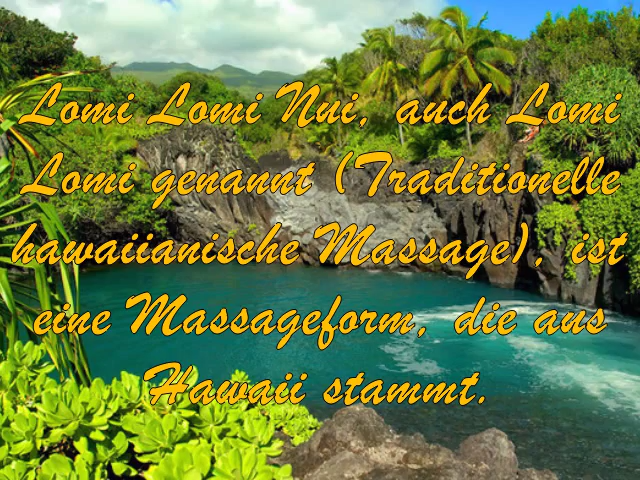 Lomi Lomi Nui, auch Lomi
Lomi genannt (Traditionelle
hawaiianische Massage), ist
eine Massageform, die aus
Hawaii stammt.